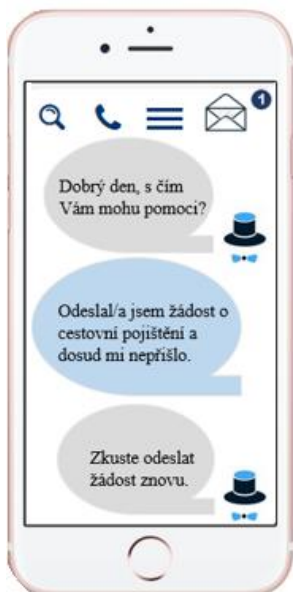 1
Dobrý den, s čím
Vám mohu pomoci?
Odeslal/a jsem žádost o
cestovní pojištění a
dosud mi nepřišlo.
Zkuste odeslat
žádost znovu.